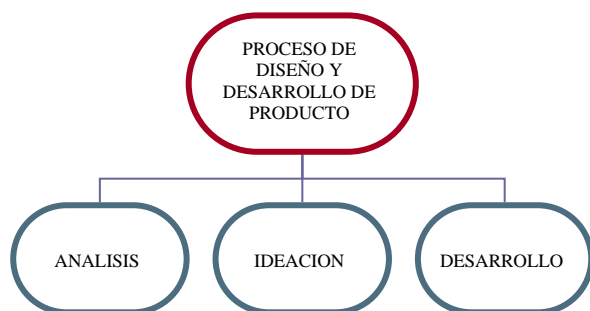 PROCESO DE
DISEÑO Y
DESARROLLO DE
PRODUCTO
ANALISIS
IDEACION
DESARROLLO